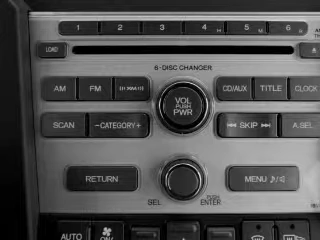 1 2 3 4 H 5 M 6 R
LOAD
6-DISC CHANGER
AM FM CD/AUX TITLE CLOCK
VOL
PUSH
PWR
SCAN −CATEGORY+ SKIP A.SEL
RETURN MENU
SEL PUSH
ENTER
AUTO